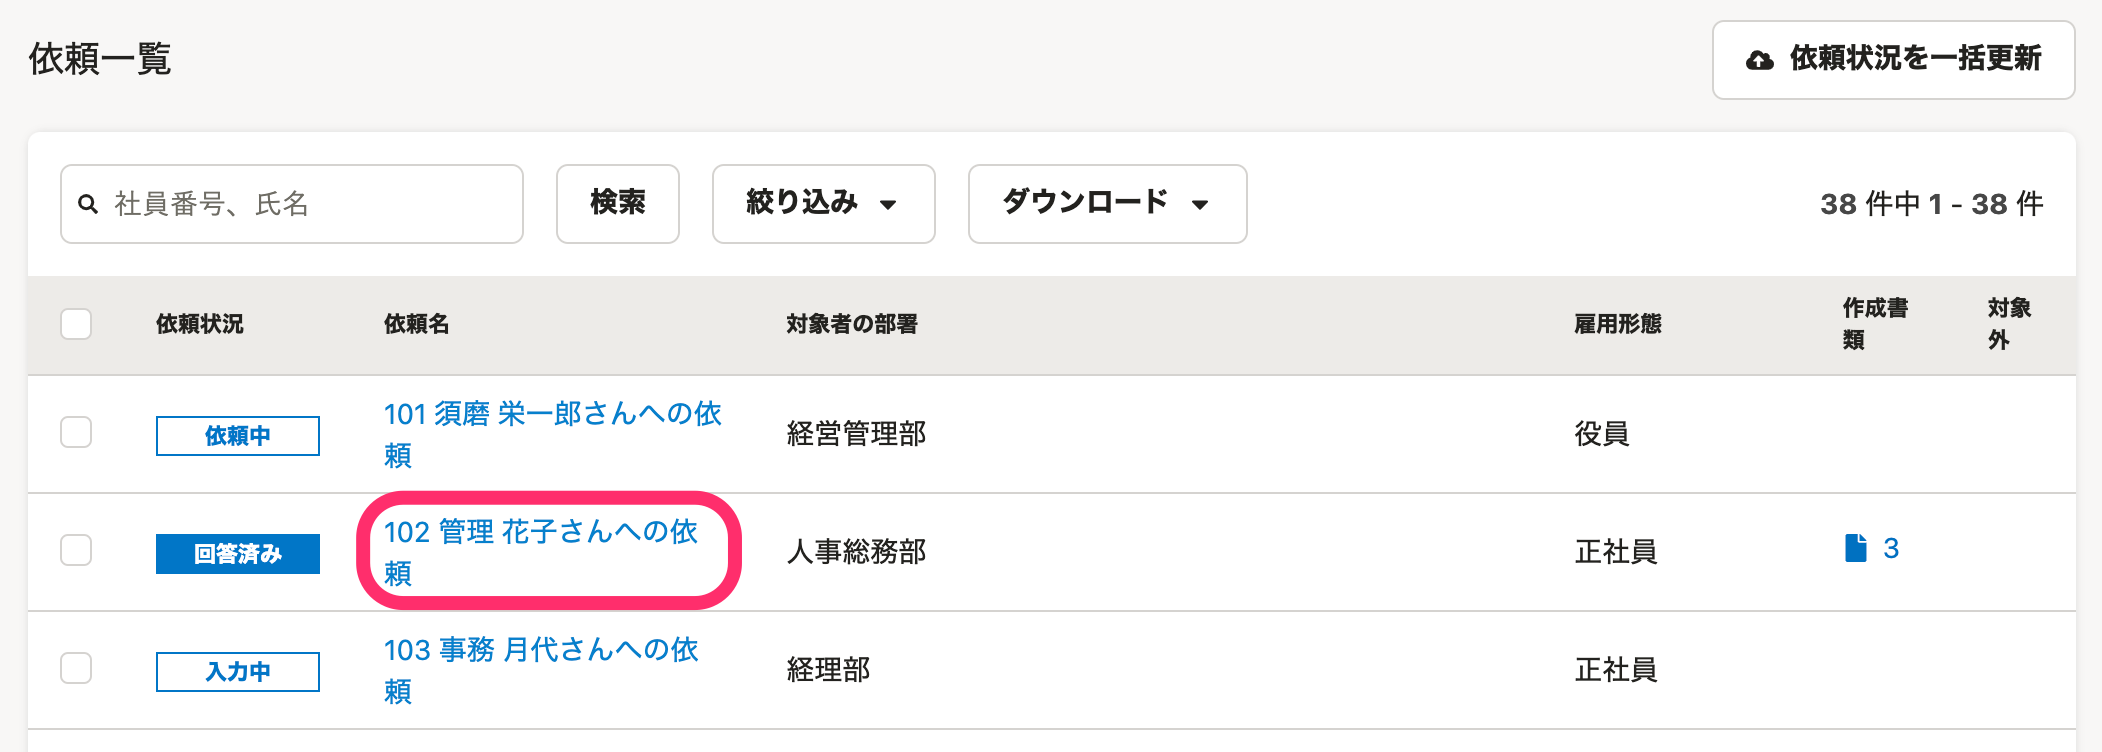 依頼一覧
依頼状況を一括更新
社員番号、氏名
検索
絞り込み
ダウンロード
38 件中 1 - 38 件
依頼状況
依頼名
対象者の部署
雇用形態
作成書
類
対象
外
依頼中
101 須磨 栄一郎さんへの依
頼
経営管理部
役員
回答済み
102 管理 花子さんへの依
頼
人事総務部
正社員
3
入力中
103 事務 月代さんへの依
頼
経理部
正社員